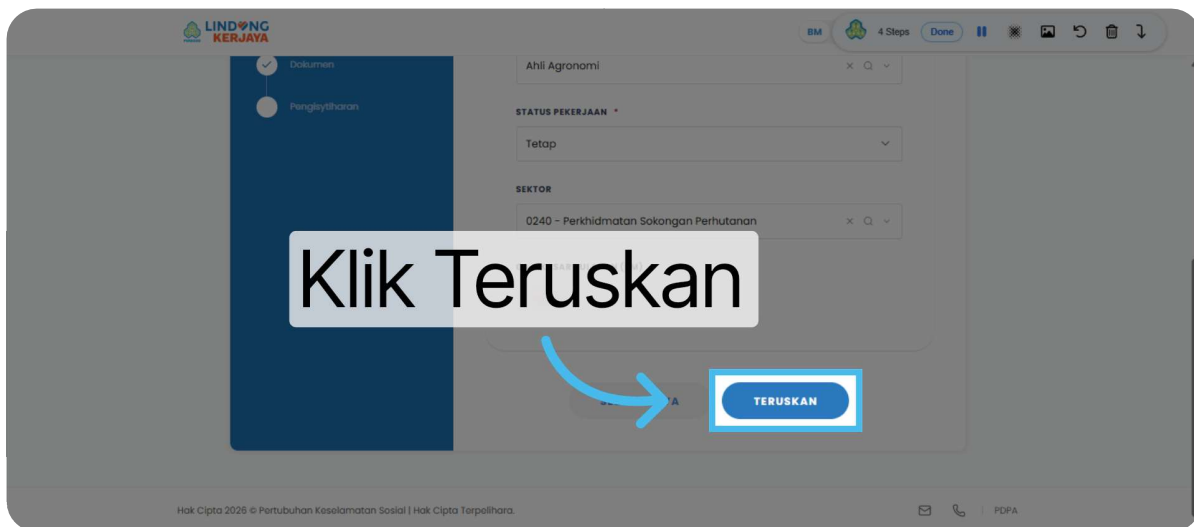 LINDUNG
KERJAYA
BM
4 Steps
Done
Dokumen
Pengisytiharan
Ahli Agronomi
STATUS PEKERJAAN *
Tetap
SEKTOR
0240 - Perkhidmatan Sokongan Perhutanan
Klik Teruskan
TERUSKAN
Hak Cipta 2026 © Pertubuhan Keselamatan Sosial | Hak Cipta Terpelihara.
PDPA